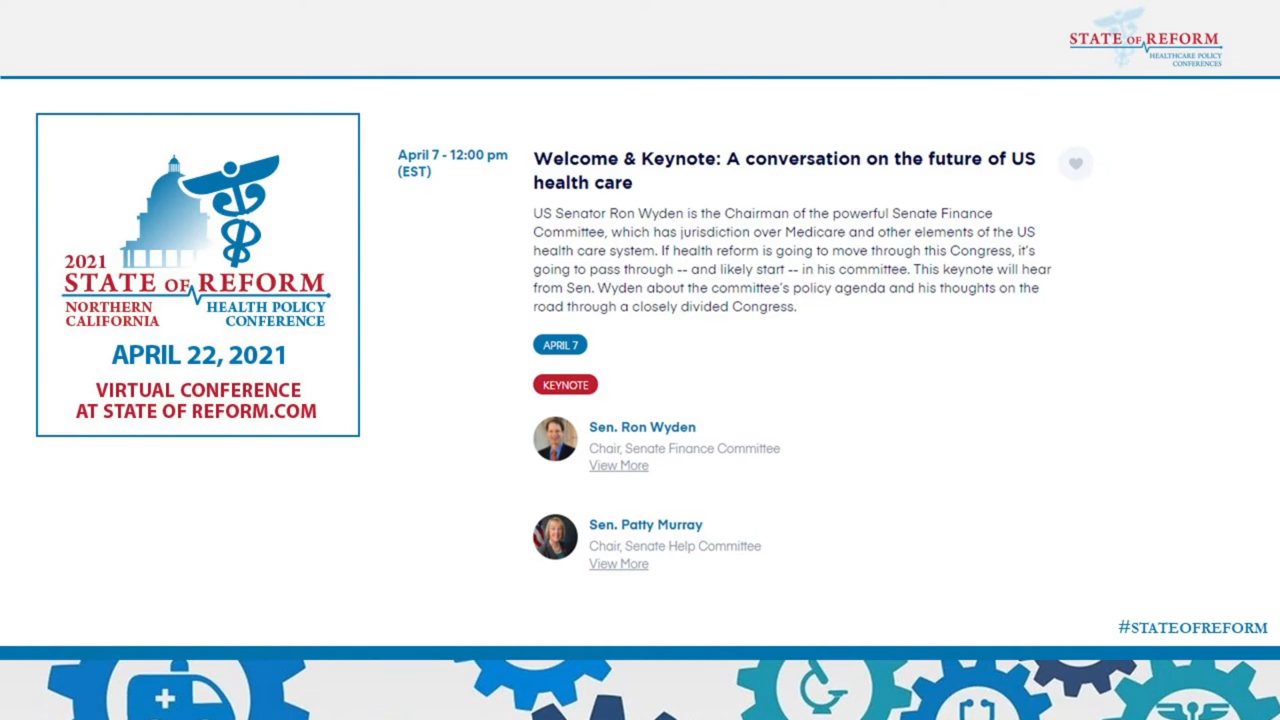 STATE OF REFORM
HEALTHCARE POLICY
CONFERENCES
2021
STATE OF REFORM
NORTHERN HEALTH POLICY
CALIFORNIA CONFERENCE
APRIL 22, 2021
VIRTUAL CONFERENCE
AT STATE OF REFORM.COM
April 7 - 12:00 pm
(EST)
Welcome & Keynote: A conversation on the future of US
health care
US Senator Ron Wyden is the Chairman of the powerful Senate Finance
Committee, which has jurisdiction over Medicare and other elements of the US
health care system. If health reform is going to move through this Congress, it's
going to pass through -- and likely start -- in his committee. This keynote will hear
from Sen. Wyden about the committee's policy agenda and his thoughts on the
road through a closely divided Congress.
APRIL 7
KEYNOTE
Sen. Ron Wyden
Chair, Senate Finance Committee
View More
Sen. Patty Murray
Chair, Senate Help Committee
View More
#STATEOFREFORM